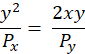 y²/Pₓ = 2xy/Pᵧ